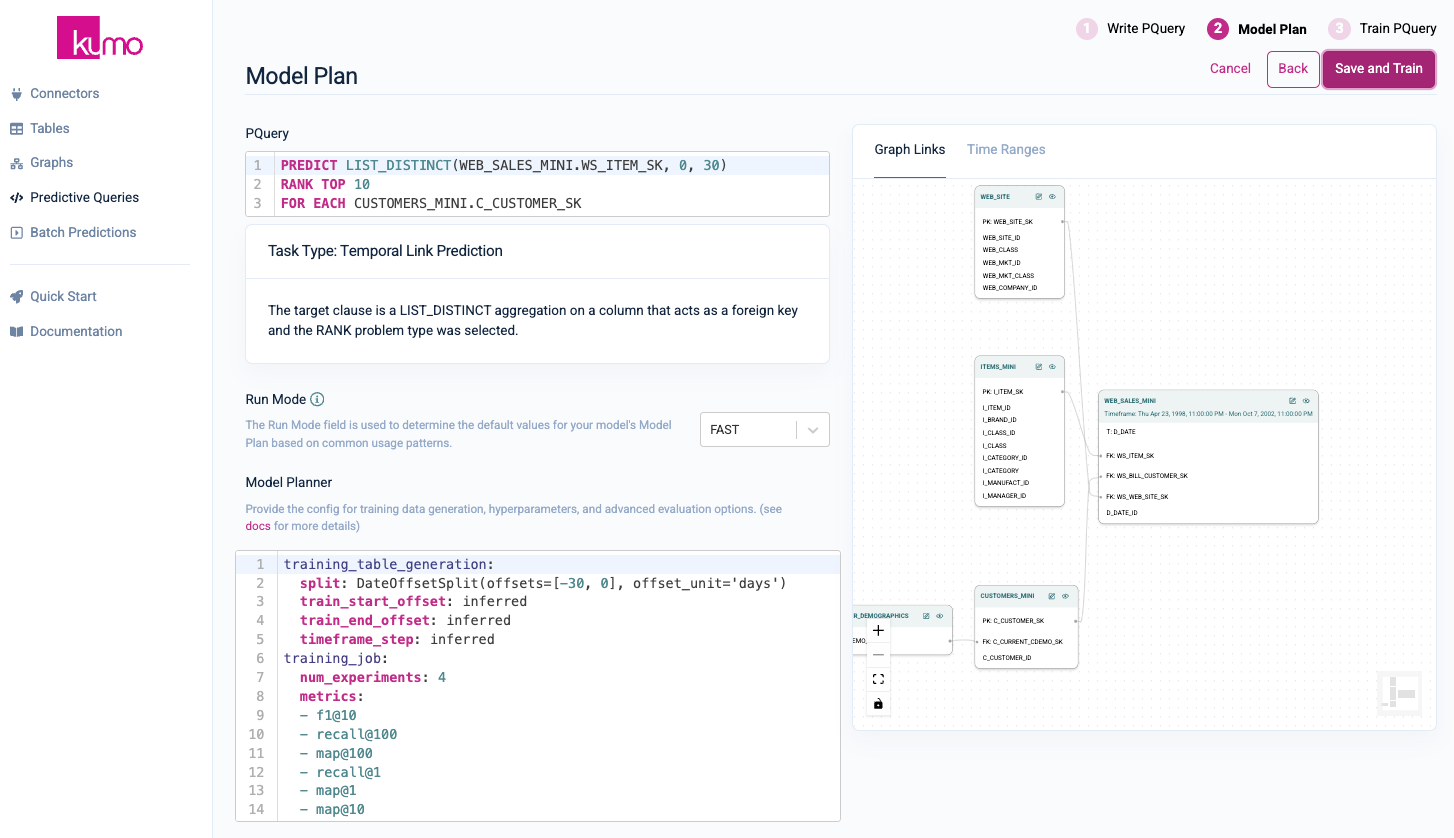 kumo
Connectors
Tables
Graphs
Predictive Queries
Batch Predictions
Quick Start
Documentation
1 Write PQuery
2 Model Plan
3 Train PQuery
Model Plan
Cancel
Back
Save and Train
PQuery
1 PREDICT LIST_DISTINCT(WEB_SALES_MINI.WS_ITEM_SK, 0, 30)
2 RANK TOP 10
3 FOR EACH CUSTOMERS_MINI.C_CUSTOMER_SK
Task Type: Temporal Link Prediction
The target clause is a LIST_DISTINCT aggregation on a column that acts as a foreign key
and the RANK problem type was selected.
Run Mode
The Run Mode field is used to determine the default values for your model's Model
Plan based on common usage patterns.
FAST
Model Planner
Provide the config for training data generation, hyperparameters, and advanced evaluation options. (see
docs for more details)
1 training_table_generation:
2 split: DateOffsetSplit(offsets=[-30, 0], offset_unit='days')
3 train_start_offset: inferred
4 train_end_offset: inferred
5 timeframe_step: inferred
6 training_job:
7 num_experiments: 4
8 metrics:
9 - f1@10
10 - recall@100
11 - map@100
12 - recall@1
13 - map@1
14 - map@10
Graph Links
Time Ranges
WEB_SITE
PK: WEB_SITE_SK
WEB_SITE_ID
WEB_CLASS
WEB_MKT_ID
WEB_MKT_CLASS
WEB_COMPANY_ID
ITEMS_MINI
PK: I_ITEM_SK
I_ITEM_ID
I_BRAND_ID
I_CLASS_ID
I_CLASS
I_CATEGORY_ID
I_CATEGORY
I_MANUFACT_ID
I_MANAGER_ID
WEB_SALES_MINI
Timeframe: Thu Apr 23, 1998, 11:00:00 PM - Mon Oct 7, 2002, 11:00:00 PM
T: D_DATE
FK: WS_ITEM_SK
FK: WS_BILL_CUSTOMER_SK
FK: WS_WEB_SITE_SK
D_DATE_ID
CUSTOMERS_MINI
PK: C_CUSTOMER_SK
FK: C_CURRENT_CDEMO_SK
C_CUSTOMER_ID
R_DEMOGRAPHICS